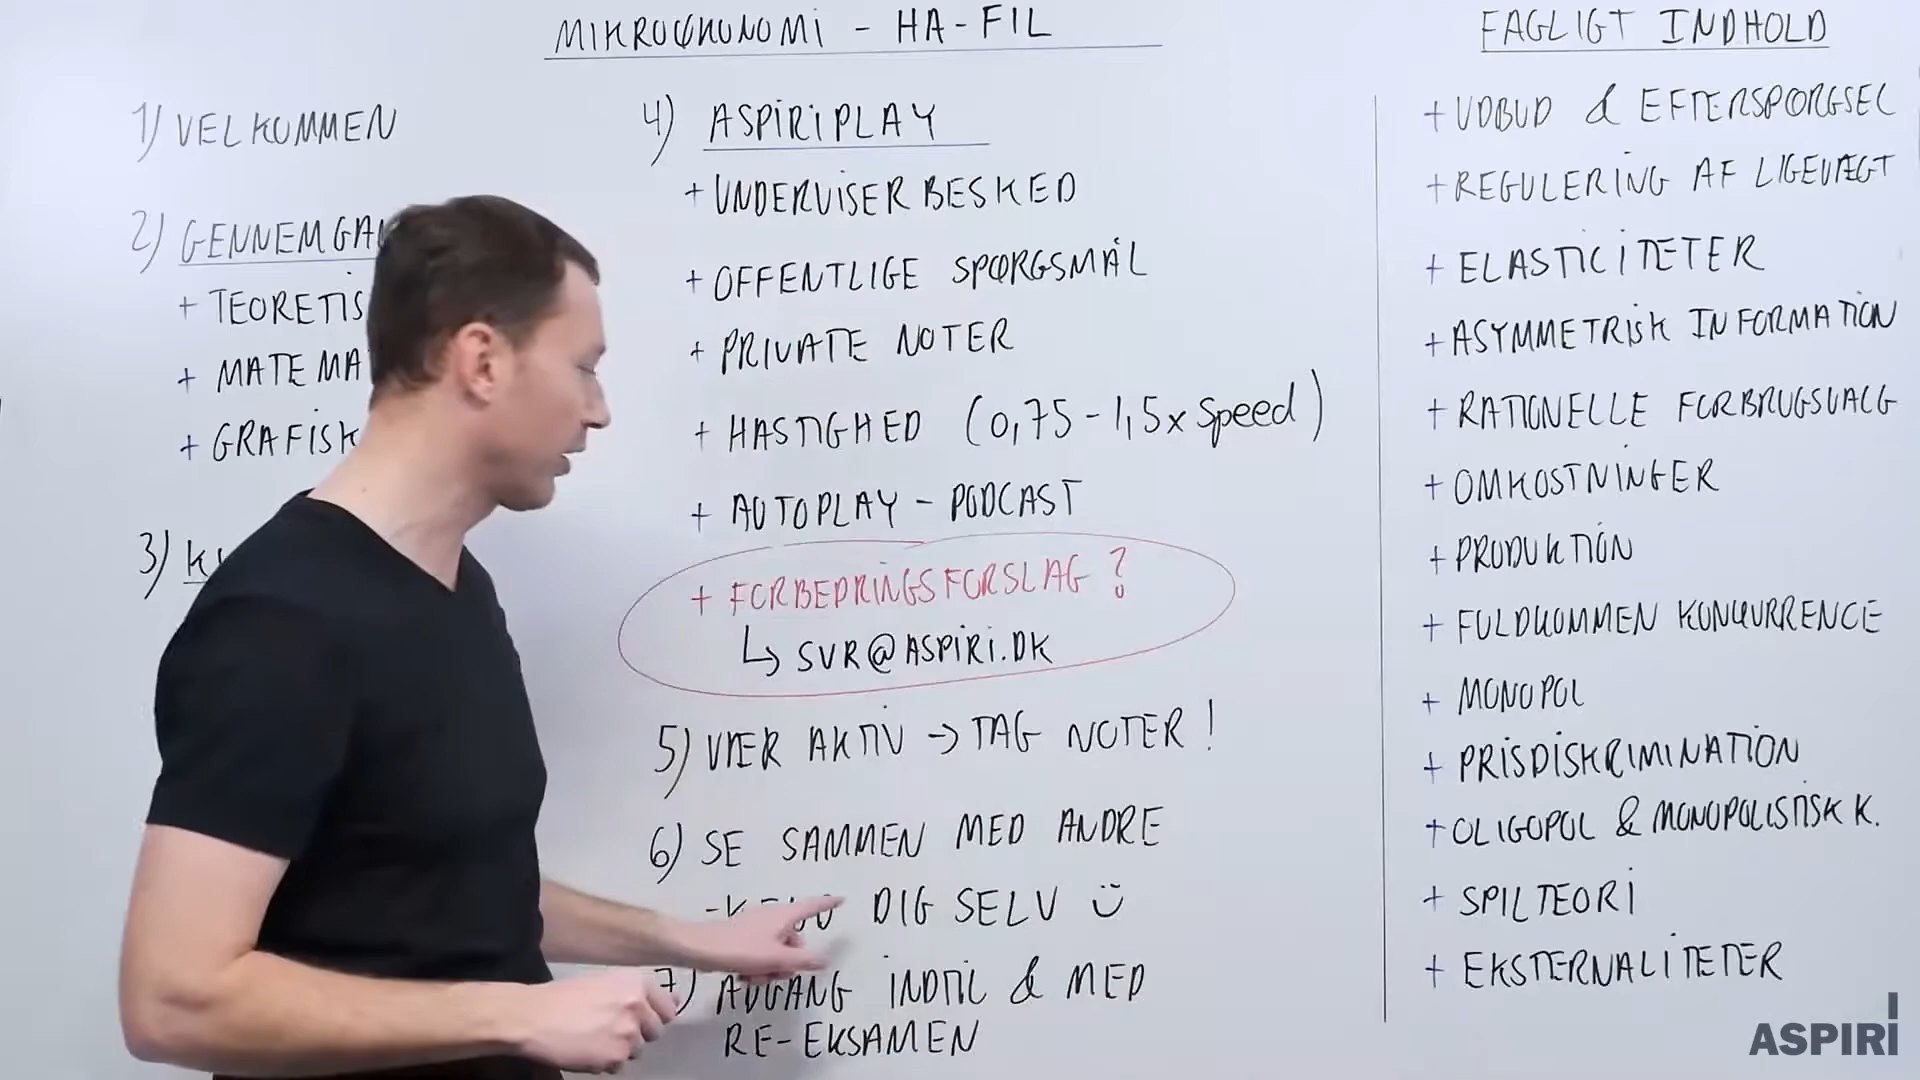 MIKROØKONOMI - HA-FIL
1) VELKOMMEN
2) GENNEMGA
+ TEORETIS
+ MATEMA
+ GRAFISK
3)
4) ASPIRIPLAY
+ UNDERVISER BESKED
+ OFFENTLIGE SPØRGSMÅL
+ PRIVATE NOTER
+ HASTIGHED (0,75 - 1,5x Speed)
+ AUTOPLAY - PODCAST
+ FORBEDRINGSFORSLAG ?
↳ SVR@ASPIRI.DK
5) VÆR AKTIV → TAG NOTER !
6) SE SAMMEN MED ANDRE
DIG SELV
7) ADGANG INDTIL & MED
RE-EKSAMEN
FAGLIGT INDHOLD
+ UDBUD & EFTERSPØRGSEL
+ REGULERING AF LIGEVÆGT
+ ELASTICITETER
+ ASYMMETRISK INFORMATION
+ RATIONELLE FORBRUGSVALG
+ OMKOSTNINGER
+ PRODUKTION
+ FULDKOMMEN KONKURRENCE
+ MONOPOL
+ PRISDISKRIMINATION
+ OLIGOPOL & MONOPOLISTISK K.
+ SPILTEORI
+ EKSTERNALITETER
ASPIRI